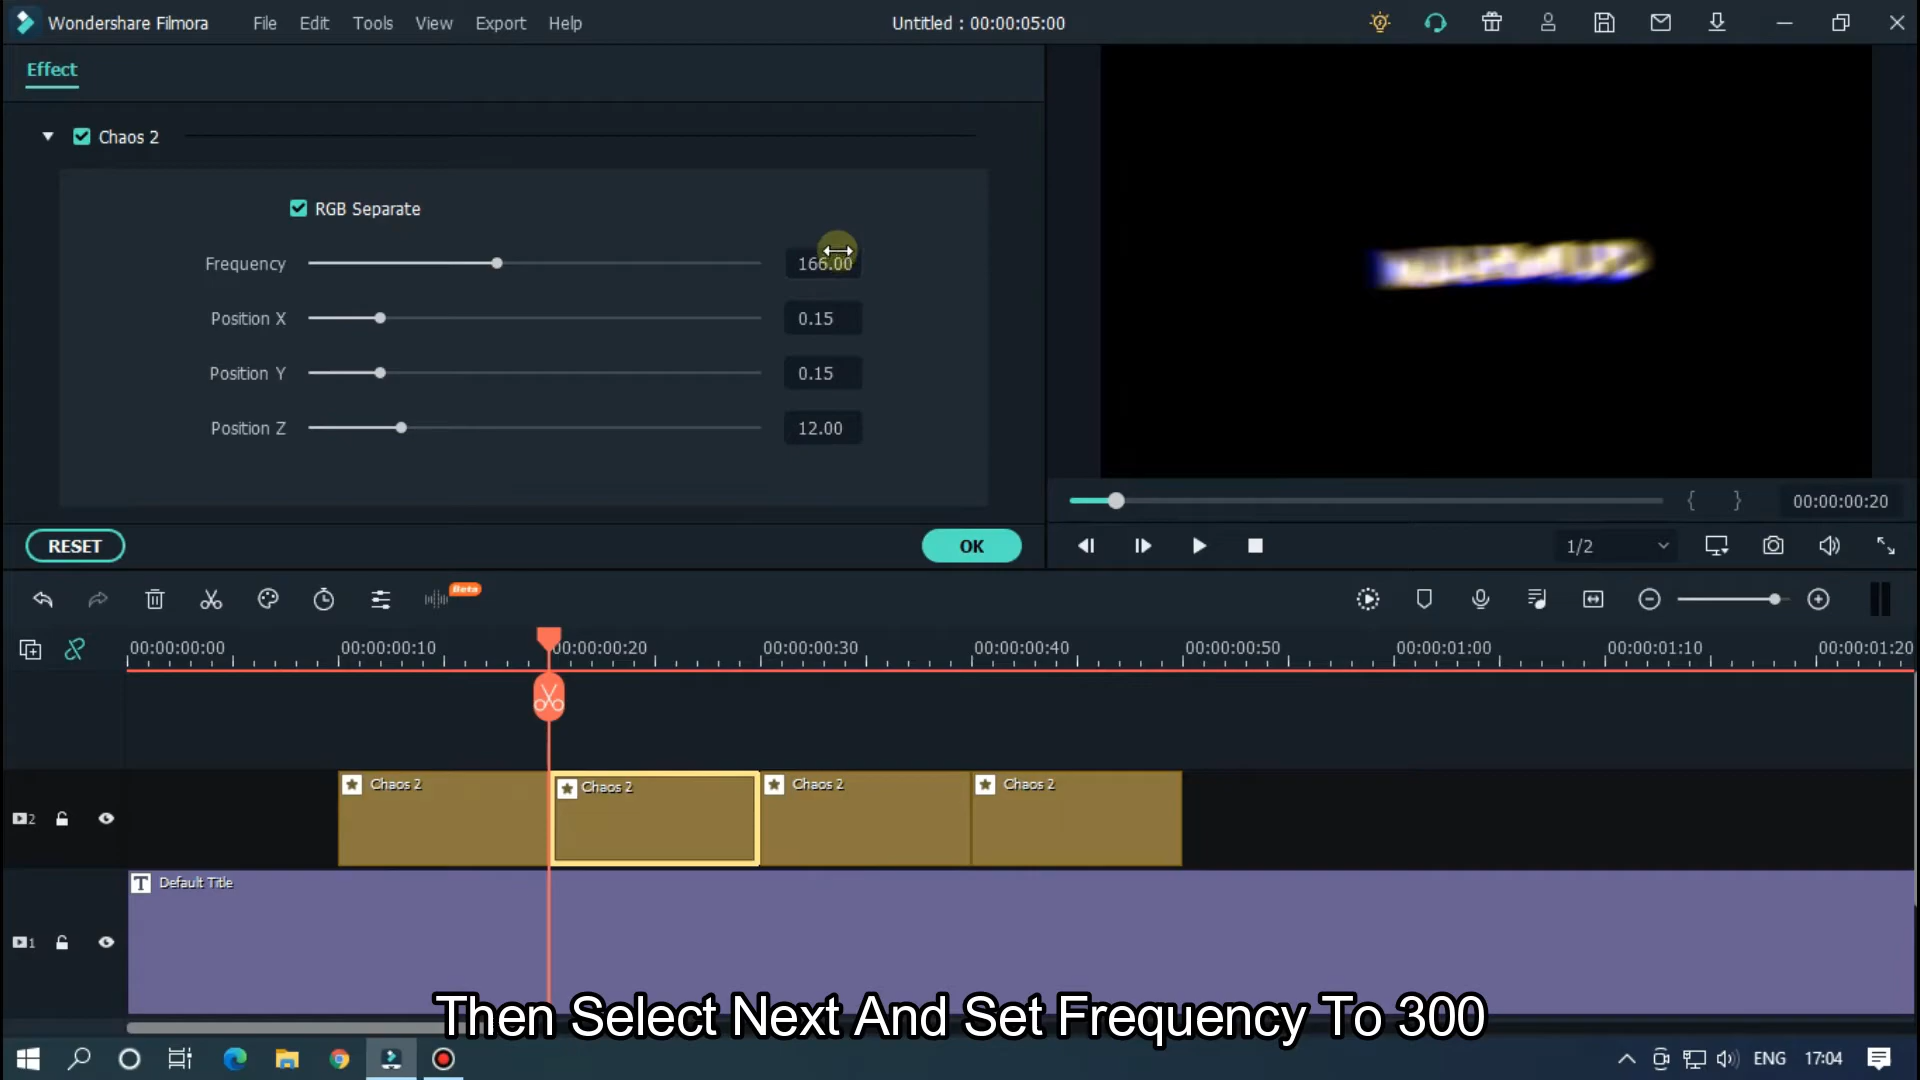 Wondershare Filmora
File
Edit
Tools
View
Export
Help
Untitled : 00:00:05:00
Effect
Chaos 2
RGB Separate
Frequency
166.00
Position X
0.15
Position Y
0.15
Position Z
12.00
RESET
OK
00:00:00:20
1/2
Beta
00:00:00:00
00:00:00:10
00:00:00:20
00:00:00:30
00:00:00:40
00:00:00:50
00:00:01:00
00:00:01:10
00:00:01:20
2
Chaos 2
Chaos 2
Chaos 2
Chaos 2
T Default Title
1
Then Select Next And Set Frequency To 300
ENG
17:04